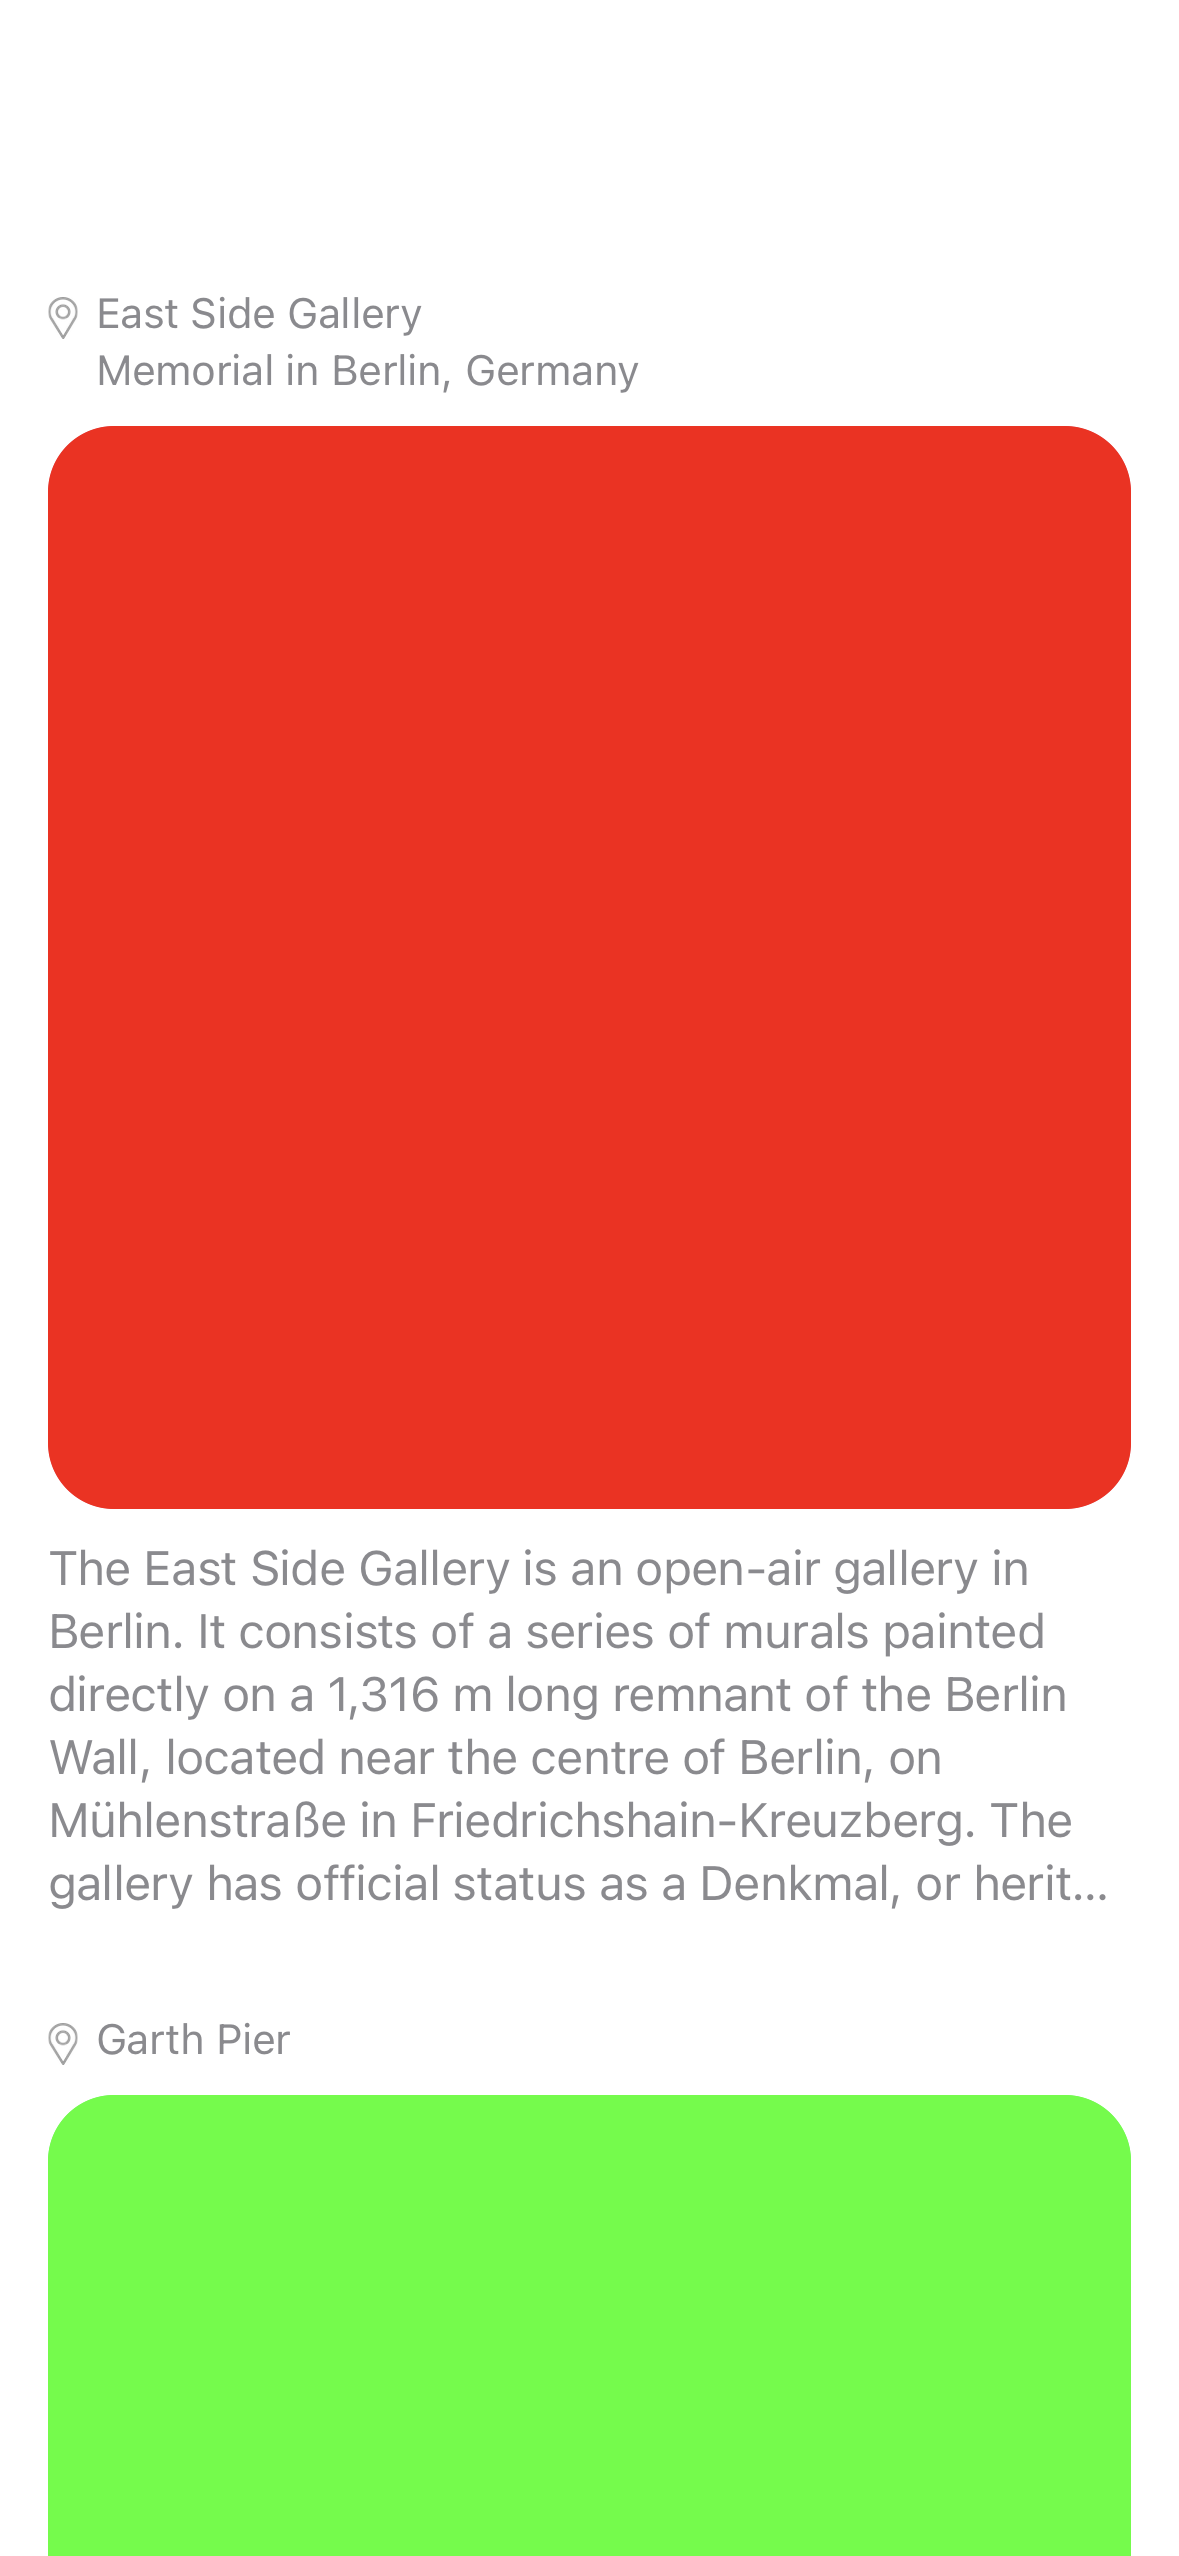 East Side Gallery
Memorial in Berlin, Germany
The East Side Gallery is an open-air gallery in
Berlin. It consists of a series of murals painted
directly on a 1,316 m long remnant of the Berlin
Wall, located near the centre of Berlin, on
Mühlenstraße in Friedrichshain-Kreuzberg. The
gallery has official status as a Denkmal, or herit...
Garth Pier